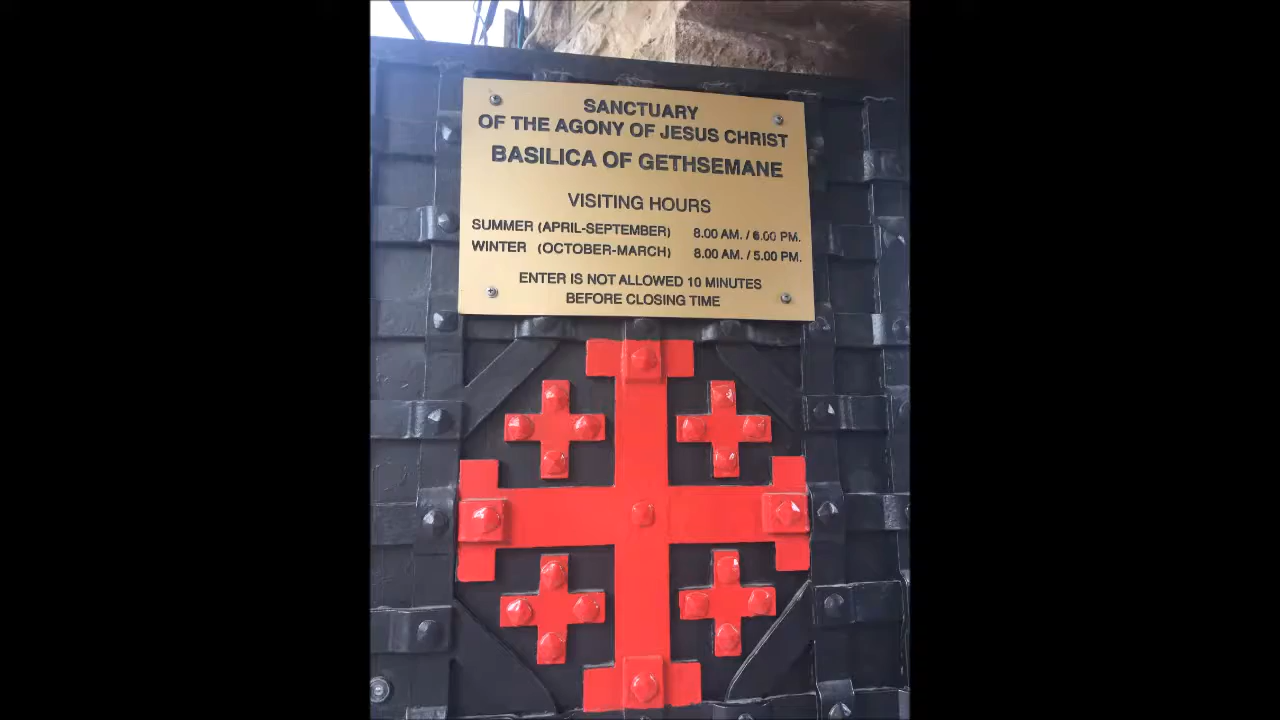 SANCTUARY
OF THE AGONY OF JESUS CHRIST
BASILICA OF GETHSEMANE
VISITING HOURS
SUMMER (APRIL-SEPTEMBER) 8.00 AM. / 6.00 PM.
WINTER (OCTOBER-MARCH) 8.00 AM. / 5.00 PM.
ENTER IS NOT ALLOWED 10 MINUTES
BEFORE CLOSING TIME